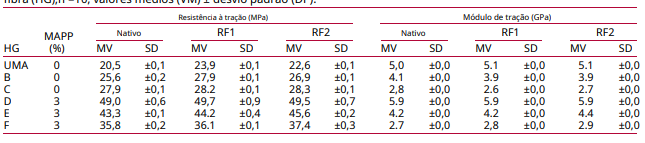 fibra (HG),n =10, valores médios (VM) ± desvio padrão (DP).
Resistência à tração (MPa) Módulo de tração (GPa)
MAPP Nativo RF1 RF2 Nativo RF1 RF2
HG (%) MV SD MV SD MV SD MV SD MV SD MV SD
UMA 0 20,5 ±0,1 23,9 ±0,1 22,6 ±0,1 5,0 ±0,0 5.1 ±0,0 5.1 ±0,0
B 0 25,6 ±0,2 27,9 ±0,1 26,9 ±0,1 4.1 ±0,0 3.9 ±0,0 3.9 ±0,0
C 0 27,9 ±0,1 28.2 ±0,1 28,3 ±0,1 2,8 ±0,0 2.6 ±0,0 2.7 ±0,0
D 3 49,0 ±0,6 49,7 ±0,9 49,5 ±0,7 5.9 ±0,0 5.9 ±0,0 5.9 ±0,0
E 3 43,3 ±0,1 44.2 ±0,4 45,6 ±0,2 4.2 ±0,0 4.2 ±0,0 4.4 ±0,0
F 3 35,8 ±0,2 36.1 ±0,1 37,4 ±0,3 2.7 ±0,0 2,8 ±0,0 2.9 ±0,0